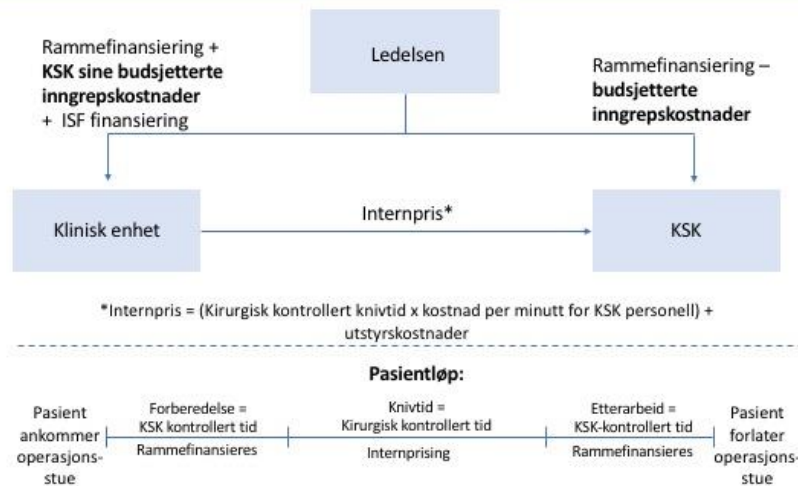 Rammefinansiering +
KSK sine budsjetterte
inngrepskostnader
+ ISF finansiering
Ledelsen
Rammefinansiering –
budsjetterte
inngrepskostnader
Klinisk enhet
Internpris*
KSK
*Internpris = (Kirurgisk kontrollert knivtid x kostnad per minutt for KSK personell) +
utstyrskostnader
Pasientløp:
Pasient
ankommer
operasjons-
stue
Forberedelse =
KSK kontrollert tid
Rammefinansieres
Knivtid =
Kirurgisk kontrollert tid
Internprising
Etterarbeid =
KSK-kontrollert tid
Rammefinansieres
Pasient
forlater
operasjons-
stue